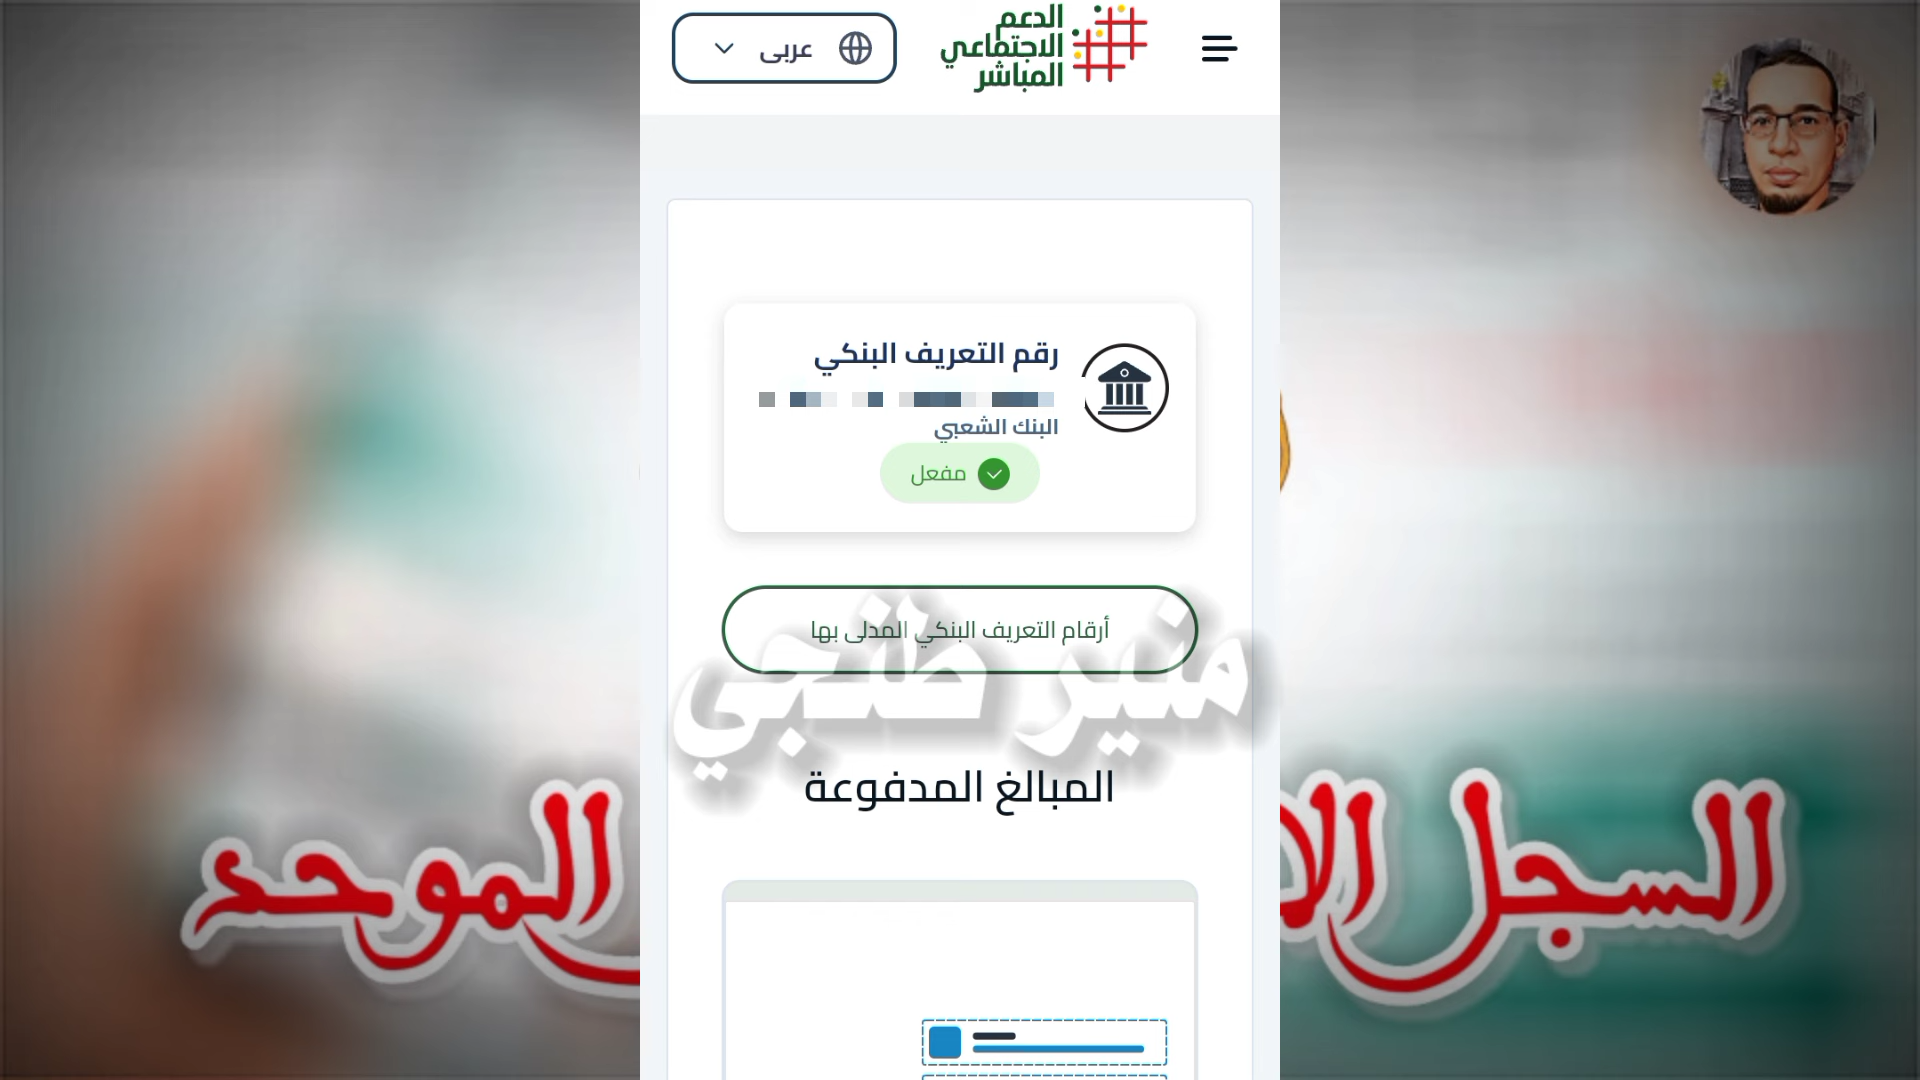 عربى
الدعم
الاجتماعي
المباشر
رقم التعريف البنكي
البنك الشعبي
مفعل
أرقام التعريف البنكي المدلى بها
منير طنجي
المبالغ المدفوعة
السجل الا
الموحد